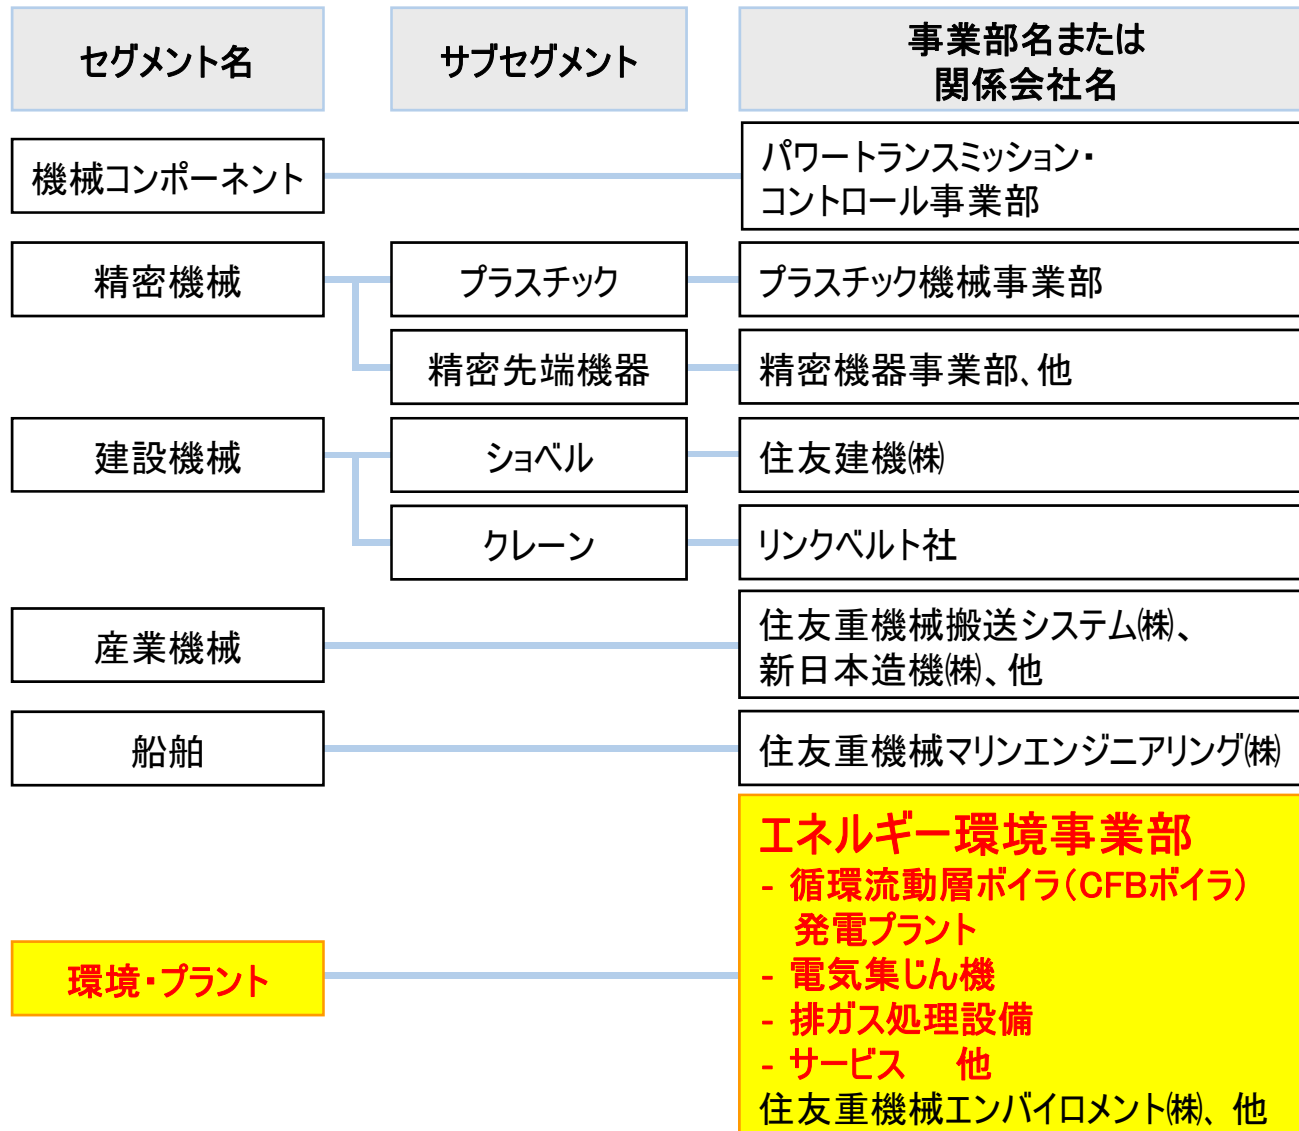 セグメント名
サブセグメント
事業部名または
関係会社名
機械コンポーネント
パワートランスミッション・
コントロール事業部
精密機械
プラスチック
プラスチック機械事業部
精密先端機器
精密機器事業部、他
建設機械
ショベル
住友建機㈱
クレーン
リンクベルト社
産業機械
住友重機械搬送システム㈱、
新日本造機㈱、他
船舶
住友重機械マリンエンジニアリング㈱
環境・プラント
エネルギー環境事業部
- 循環流動層ボイラ（CFBボイラ）
発電プラント
- 電気集じん機
- 排ガス処理設備
- サービス　他
住友重機械エンバイロメント㈱、他